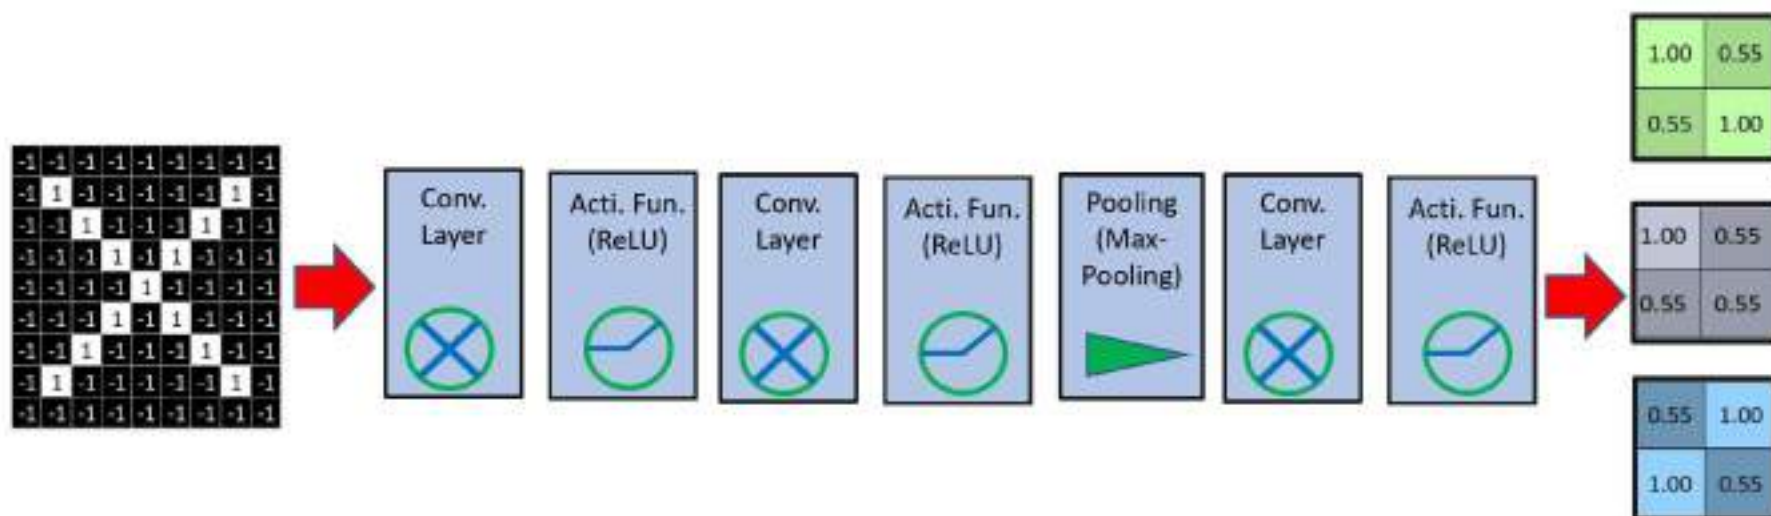 -1 -1 -1 -1 -1 -1 -1 -1 -1
-1 1 -1 -1 -1 -1 -1 1 -1
-1 -1 1 -1 -1 -1 1 -1 -1
-1 -1 -1 1 -1 1 -1 -1 -1
-1 -1 -1 -1 1 -1 -1 -1 -1
-1 -1 -1 1 -1 1 -1 -1 -1
-1 -1 1 -1 -1 -1 1 -1 -1
-1 1 -1 -1 -1 -1 -1 1 -1
-1 -1 -1 -1 -1 -1 -1 -1 -1
Conv.
Layer
Acti. Fun.
(ReLU)
Conv.
Layer
Acti. Fun.
(ReLU)
Pooling
(Max-
Pooling)
Conv.
Layer
Acti. Fun.
(ReLU)
1.00 0.55
0.55 1.00
1.00 0.55
0.55 0.55
0.55 1.00
1.00 0.55